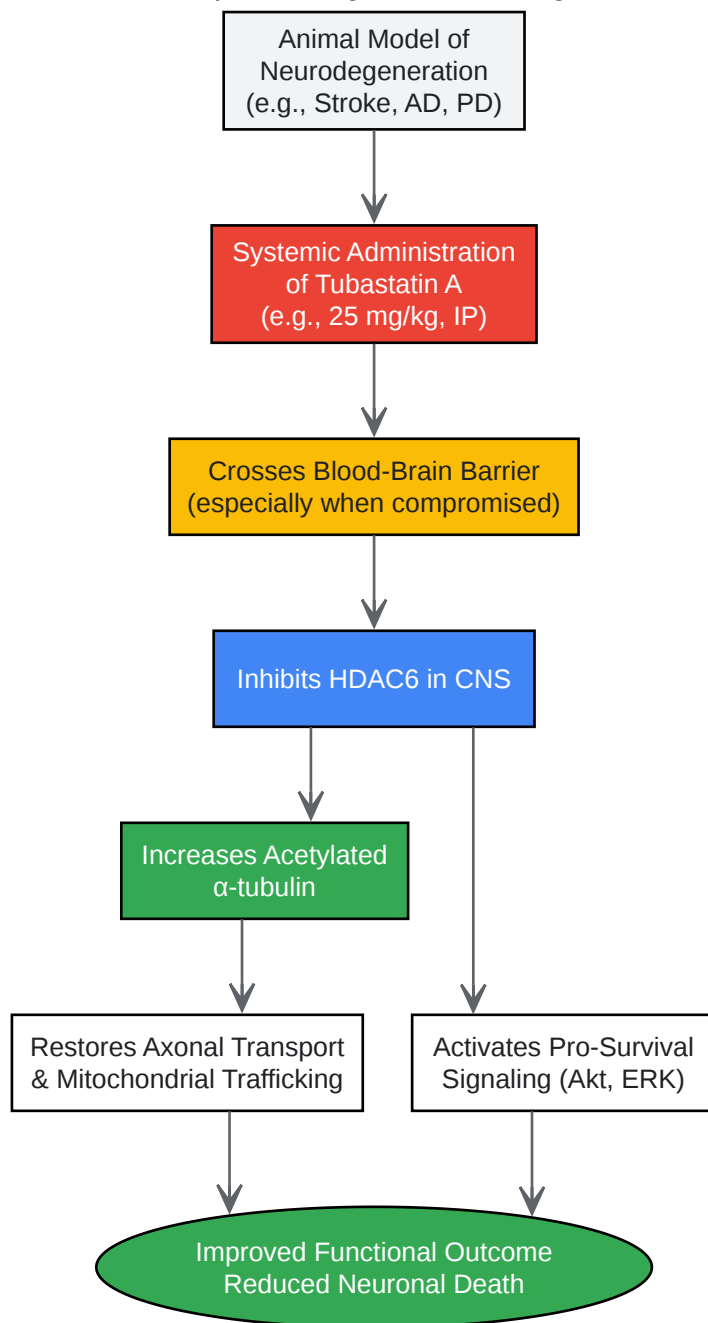 Animal Model of
Neurodegeneration
(e.g., Stroke, AD, PD)
Systemic Administration
of Tubastatin A
(e.g., 25 mg/kg, IP)
Crosses Blood-Brain Barrier
(especially when compromised)
Inhibits HDAC6 in CNS
Increases Acetylated
α-tubulin
Restores Axonal Transport
& Mitochondrial Trafficking
Activates Pro-Survival
Signaling (Akt, ERK)
Improved Functional Outcome
Reduced Neuronal Death